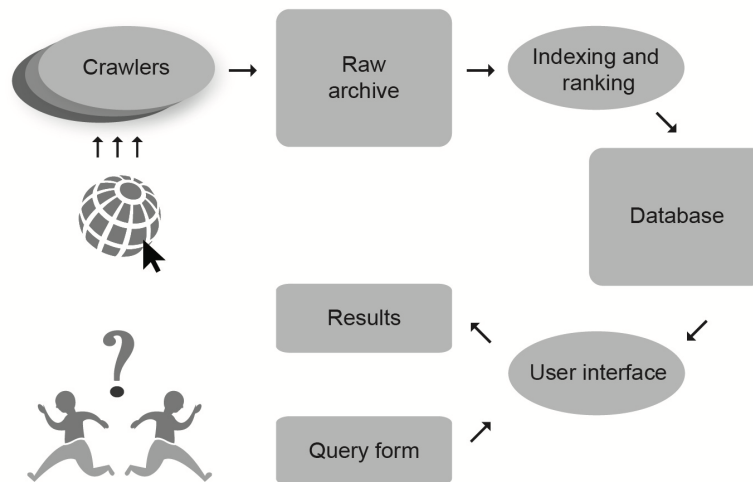 Crawlers
Raw
archive
Indexing and
ranking
Database
Results
?
User interface
Query form